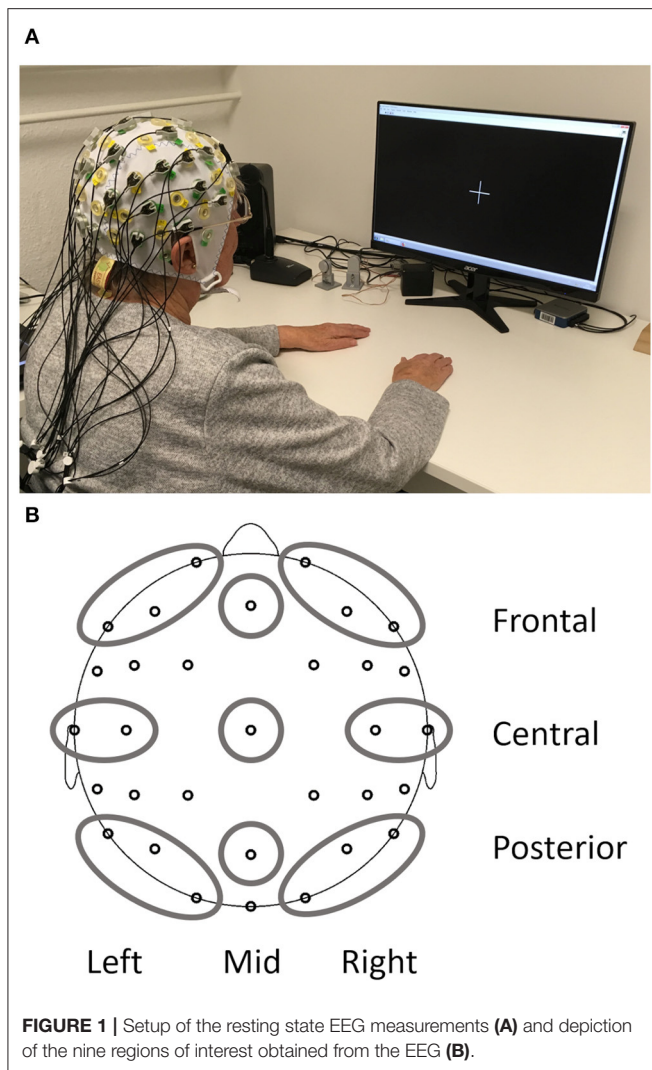 A
acer
B
Frontal
Central
Posterior
Left Mid Right
FIGURE 1 | Setup of the resting state EEG measurements (A) and depiction
of the nine regions of interest obtained from the EEG (B).